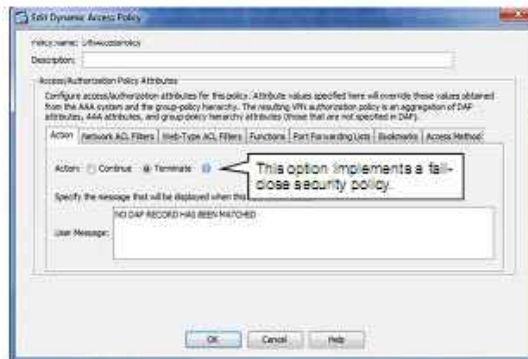 Edit Dynamic Access Policy
Policy Name: DfltAccessPolicy
Description:
Access/Authorization Policy Attributes
Configure access/authorization attributes for this policy. Attribute values specified here will override those values obtained
from the AAA system and the group-policy hierarchy. The resulting VPN authorization policy is an aggregation of DAP
attributes, AAA attributes, and group-policy hierarchy attributes (those that are not specified in DAP).
Action Network ACL Filters Web-Type ACL Filters Functions Port Forwarding Lists Bookmarks Access Method
Action: Continue Terminate
This option implements a fail-
close security policy.
Specify the message that will be displayed when this
NO DAP RECORD HAS BEEN MATCHED
User Message:
OK Cancel Help